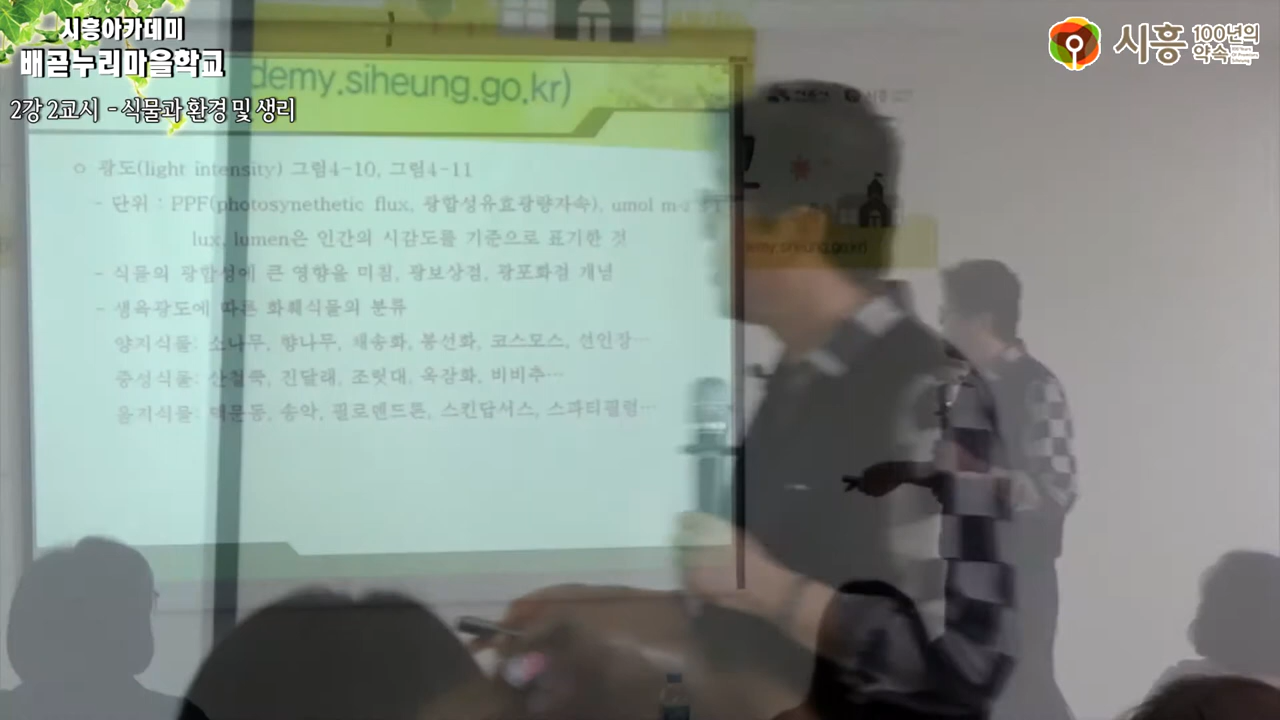 시흥아카데미
배곧누리마을학교
2강 2교시 - 식물과 환경 및 생리
시흥 100년의 약속
demy.siheung.go.kr)
○ 광도(light intensity) 그림4-10, 그림4-11
- 단위 : PPF(photosynethetic flux, 광합성유효광량자속), umol m-2
lux, lumen은 인간의 시감도를 기준으로 표기한 것
- 식물의 광합성에 큰 영향을 미침, 광보상점, 광포화점 개념
- 생육광도에 따른 화훼식물의 분류
양지식물: 소나무, 향나무, 채송화, 봉선화, 코스모스, 선인장…
중성식물: 산철쭉, 진달래, 조릿대, 옥잠화, 비비추…
음지식물: 맥문동, 송악, 필로덴드론, 스킨답서스, 스파티필럼…
demy.siheung.go.kr)